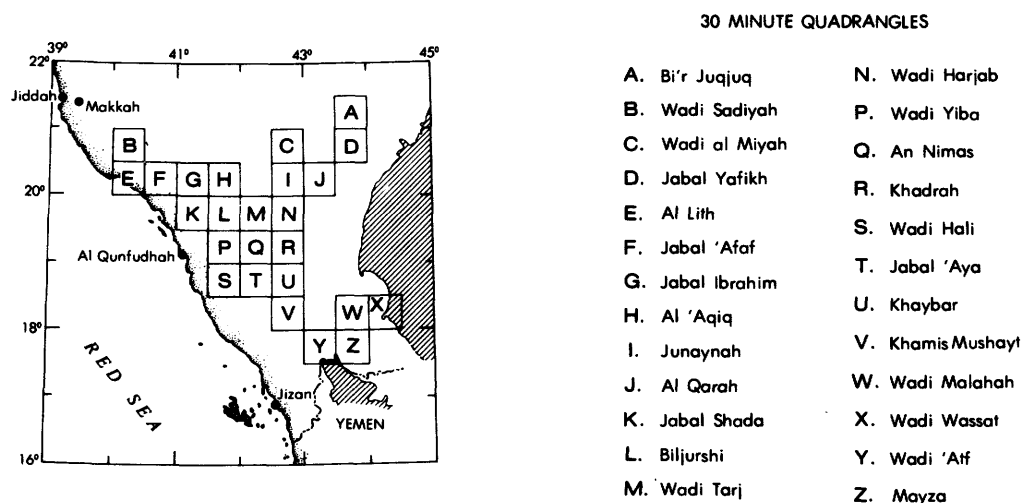 39° 41° 43° 45°
22°
Jiddah
Makkah
A
B C D
20°
E F G H I J
K L M N
Al Qunfudhah
P Q R
S T U
V W X
18°
Y Z
RED SEA
Jizan
YEMEN
16°
30 MINUTE QUADRANGLES
A. Bi'r Juqjuq
B. Wadi Sadiyah
C. Wadi al Miyah
D. Jabal Yafikh
E. Al Lith
F. Jabal 'Afaf
G. Jabal Ibrahim
H. Al 'Aqiq
I. Junaynah
J. Al Qarah
K. Jabal Shada
L. Biljurshi
M. Wadi Tarj
N. Wadi Harjab
P. Wadi Yiba
Q. An Nimas
R. Khadrah
S. Wadi Hali
T. Jabal 'Aya
U. Khaybar
V. Khamis Mushayt
W. Wadi Malahah
X. Wadi Wassat
Y. Wadi 'Atf
Z. Mayza